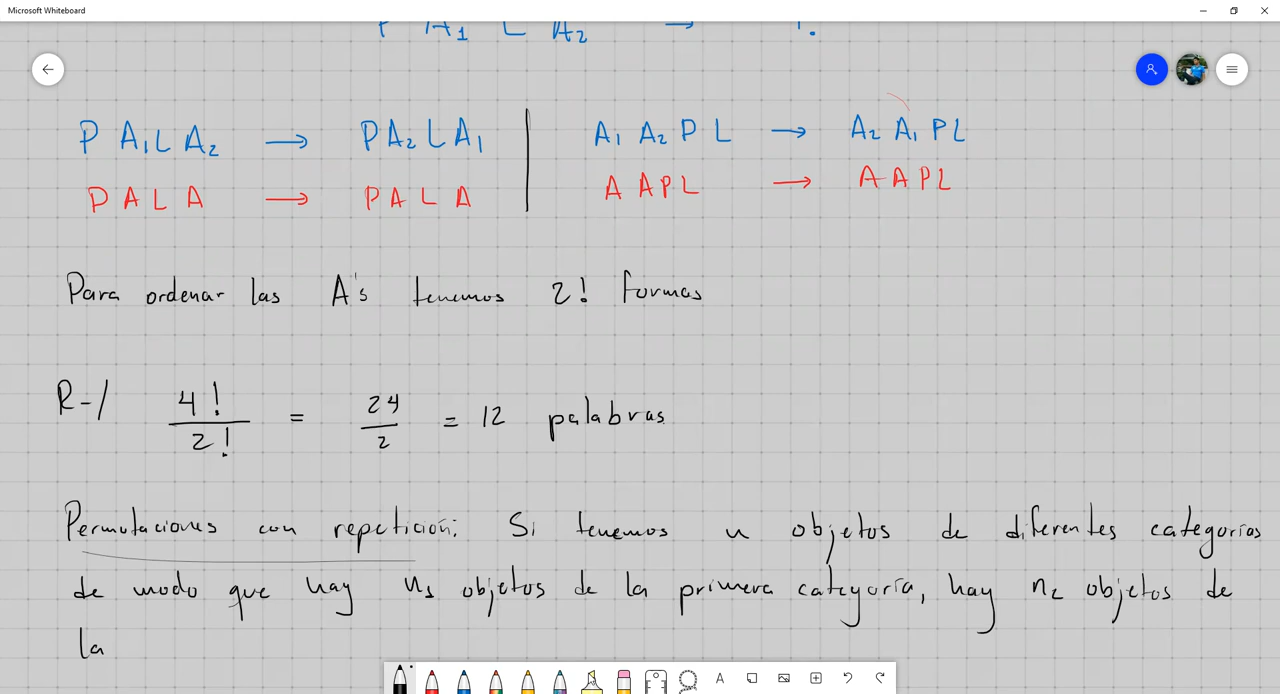 Microsoft Whiteboard
P A₁ L A₂ → !
P A₁ L A₂ → P A₂ L A₁ | A₁ A₂ P L → A₂ A₁ P L
P A L A → P A L A | A A P L → A A P L
Para ordenar las A's tenemos 2! formas
R-/ 4!/2! = 24/2 = 12 palabras
Permutaciones con repetición: Si tenemos n objetos de diferentes categorías
de modo que hay n₁ objetos de la primera categoría, hay n₂ objetos de
la